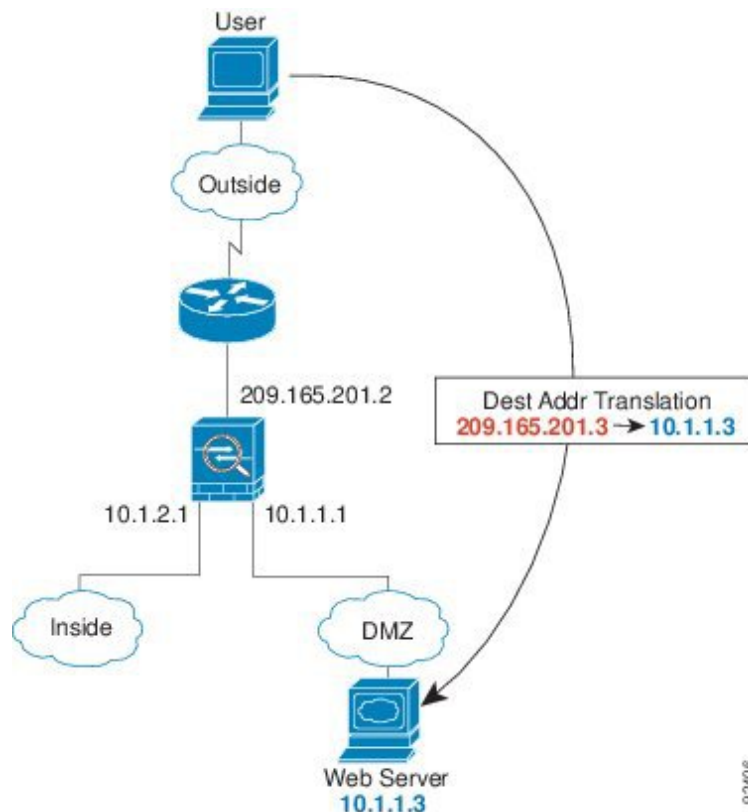 User
Outside
209.165.201.2
Dest Addr Translation
209.165.201.3 → 10.1.1.3
10.1.2.1
10.1.1.1
Inside
DMZ
Web Server
10.1.1.3